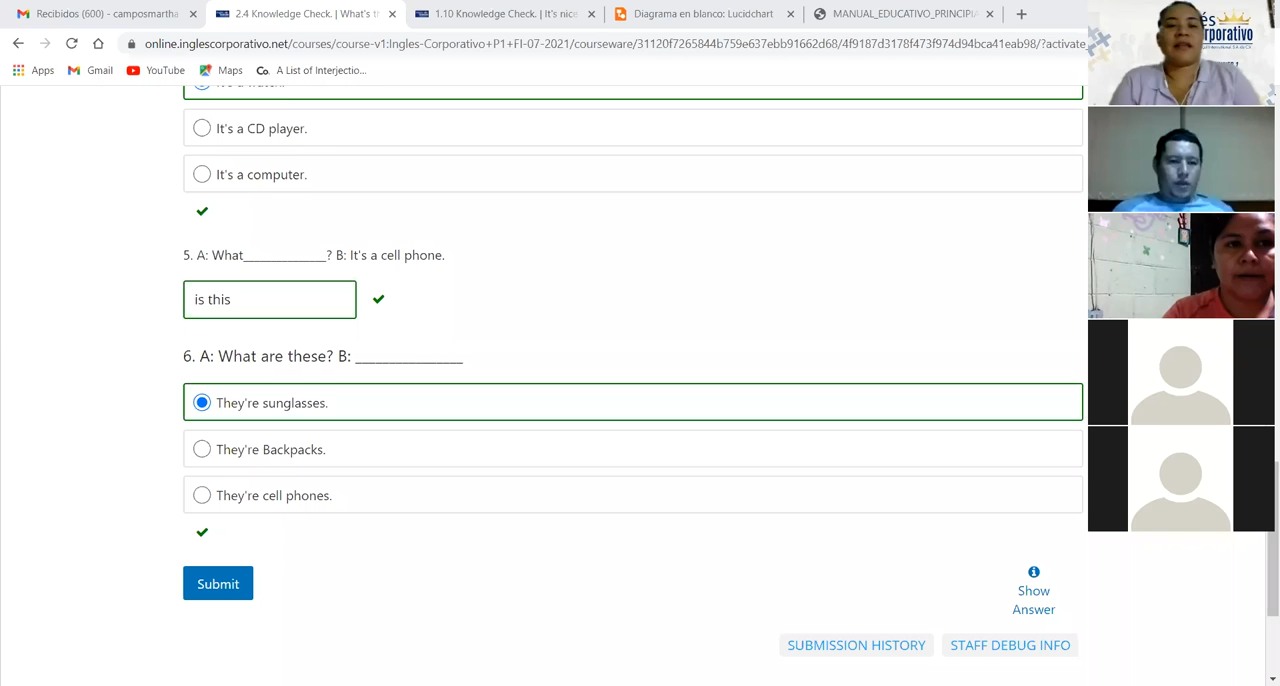 Recibidos (600) - camposmartha
2.4 Knowledge Check. | What's th
1.10 Knowledge Check. | It's nice
Diagrama en blanco: Lucidchart
MANUAL_EDUCATIVO_PRINCIPIA
online.inglescorporativo.net/courses/course-v1:Ingles-Corporativo+P1+FI-07-2021/courseware/31120f7265844b759e637ebb91662d68/4f9187d3178f473f974d94bca41eab98/?activate
Apps
Gmail
YouTube
Maps
A List of Interjectio...
It's a CD player.
It's a computer.
5. A: What_____________? B: It's a cell phone.
is this
6. A: What are these? B: _______________
They're sunglasses.
They're Backpacks.
They're cell phones.
Submit
Show
Answer
SUBMISSION HISTORY
STAFF DEBUG INFO